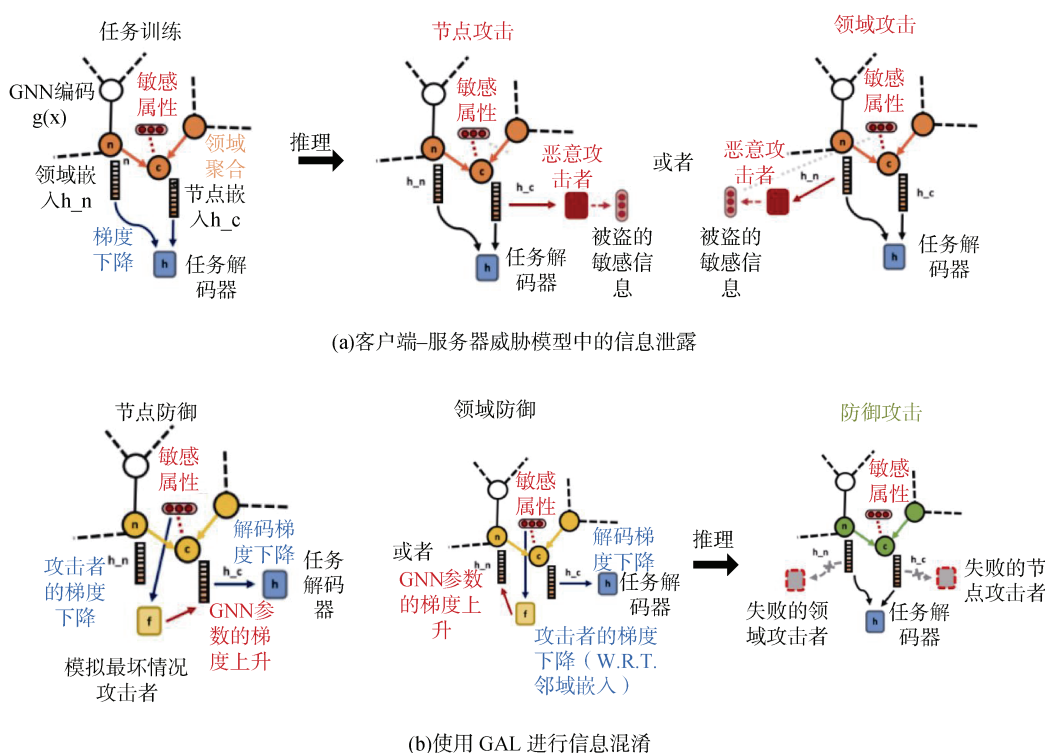 任务训练
GNN编码
g(x)
敏感
属性
n
n
c
领域
聚合
领域嵌
入h_n
节点嵌
入h_c
梯度
下降
h
任务解
码器
推理
节点攻击
敏感
属性
n
c
h_n
h_c
恶意攻
击者
h
任务解
码器
被盗的
敏感信
息
或者
领域攻击
敏感
属性
n
c
恶意攻
击者
h_n
h_c
被盗的
敏感信
息
h
任务解
码器
(a)客户端–服务器威胁模型中的信息泄露
节点防御
敏感
属性
n
c
h_n
h_c
解码梯
度下降
h
任务
解码
器
攻击者
的梯度
下降
f
GNN参
数的梯
度上升
模拟最坏情况
攻击者
或者
领域防御
敏感
属性
n
c
h_n
h_c
解码梯
度下降
h
任务解
码器
GNN参数
的梯度上
升
f
攻击者的梯度
下降（W.R.T.
邻域嵌入）
推理
防御攻击
敏感
属性
n
c
h_n
h_c
失败的领
域攻击者
h
任务解
码器
失败的节
点攻击者
(b)使用 GAL 进行信息混淆